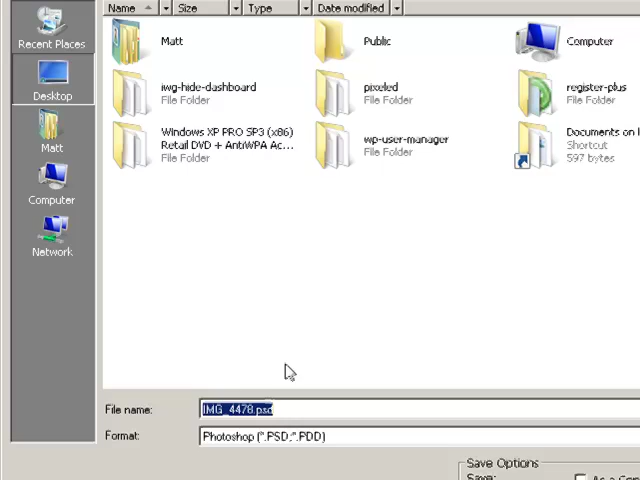 Name Size Type Date modified
Recent Places
Desktop
Matt
Computer
Network
Matt
Public
Computer
iwg-hide-dashboard
File Folder
pixeled
File Folder
register-plus
File Folder
Windows XP PRO SP3 (x86)
Retail DVD + AntiWPA Ac...
File Folder
wp-user-manager
File Folder
Documents on
Shortcut
597 bytes
File name: IMG_4478.psd
Format: Photoshop (*.PSD;*.PDD)
Save Options
Save:
As a